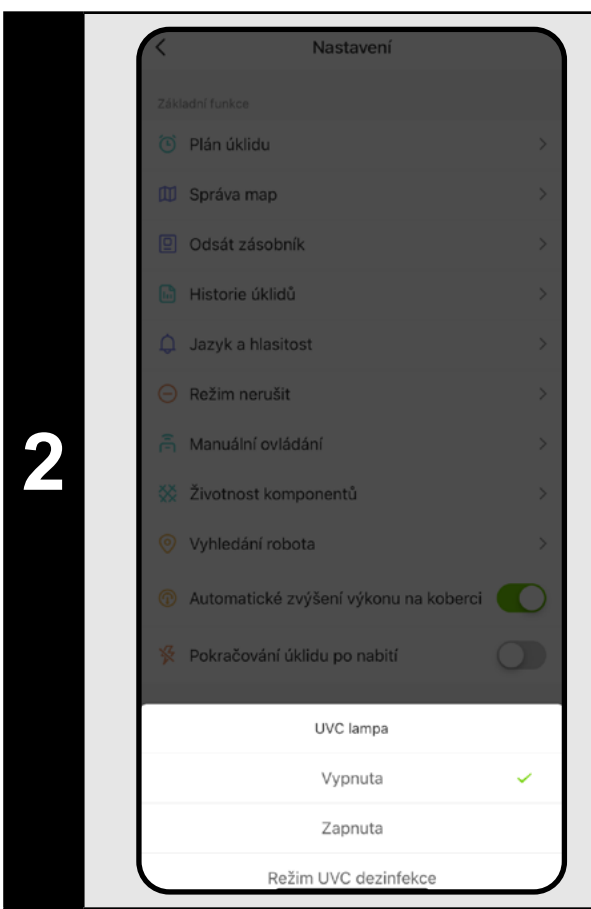 Nastavení
Základní funkce
Plán úklidu
Správa map
Odsát zásobník
Historie úklidů
Jazyk a hlasitost
Režim nerušit
Manuální ovládání
2
Životnost komponentů
Vyhledání robota
Automatické zvýšení výkonu na koberci
Pokračování úklidu po nabití
UVC lampa
Vypnuta
Zapnuta
Režim UVC dezinfekce